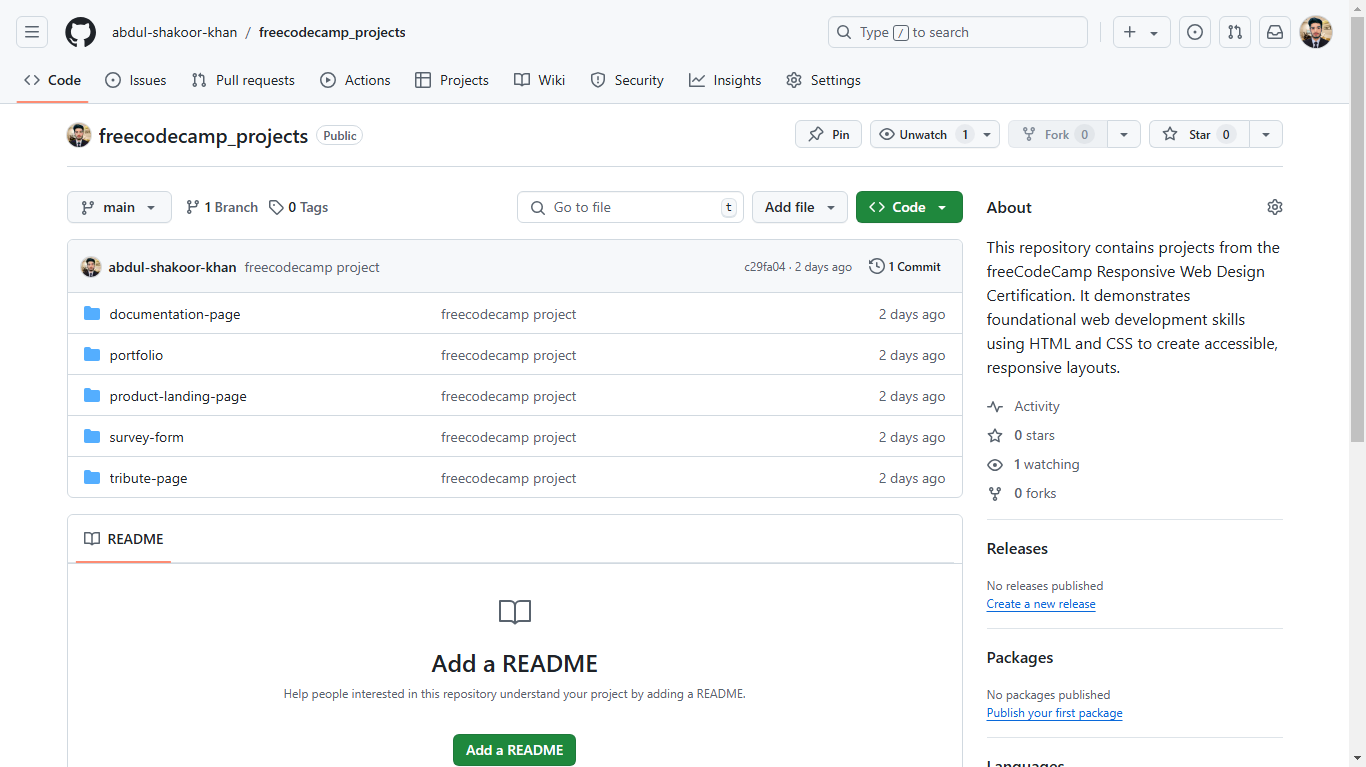 abdul-shakoor-khan / freecodecamp_projects
Type / to search
Code Issues Pull requests Actions Projects Wiki Security Insights Settings
freecodecamp_projects Public
Pin Unwatch 1 Fork 0 Star 0
main 1 Branch 0 Tags Go to file t Add file Code
abdul-shakoor-khan freecodecamp project c29fa04 · 2 days ago 1 Commit
documentation-page freecodecamp project 2 days ago
portfolio freecodecamp project 2 days ago
product-landing-page freecodecamp project 2 days ago
survey-form freecodecamp project 2 days ago
tribute-page freecodecamp project 2 days ago
README
Add a README
Help people interested in this repository understand your project by adding a README.
Add a README
About
This repository contains projects from the
freeCodeCamp Responsive Web Design
Certification. It demonstrates
foundational web development skills
using HTML and CSS to create accessible,
responsive layouts.
Activity
0 stars
1 watching
0 forks
Releases
No releases published
Create a new release
Packages
No packages published
Publish your first package
Languages